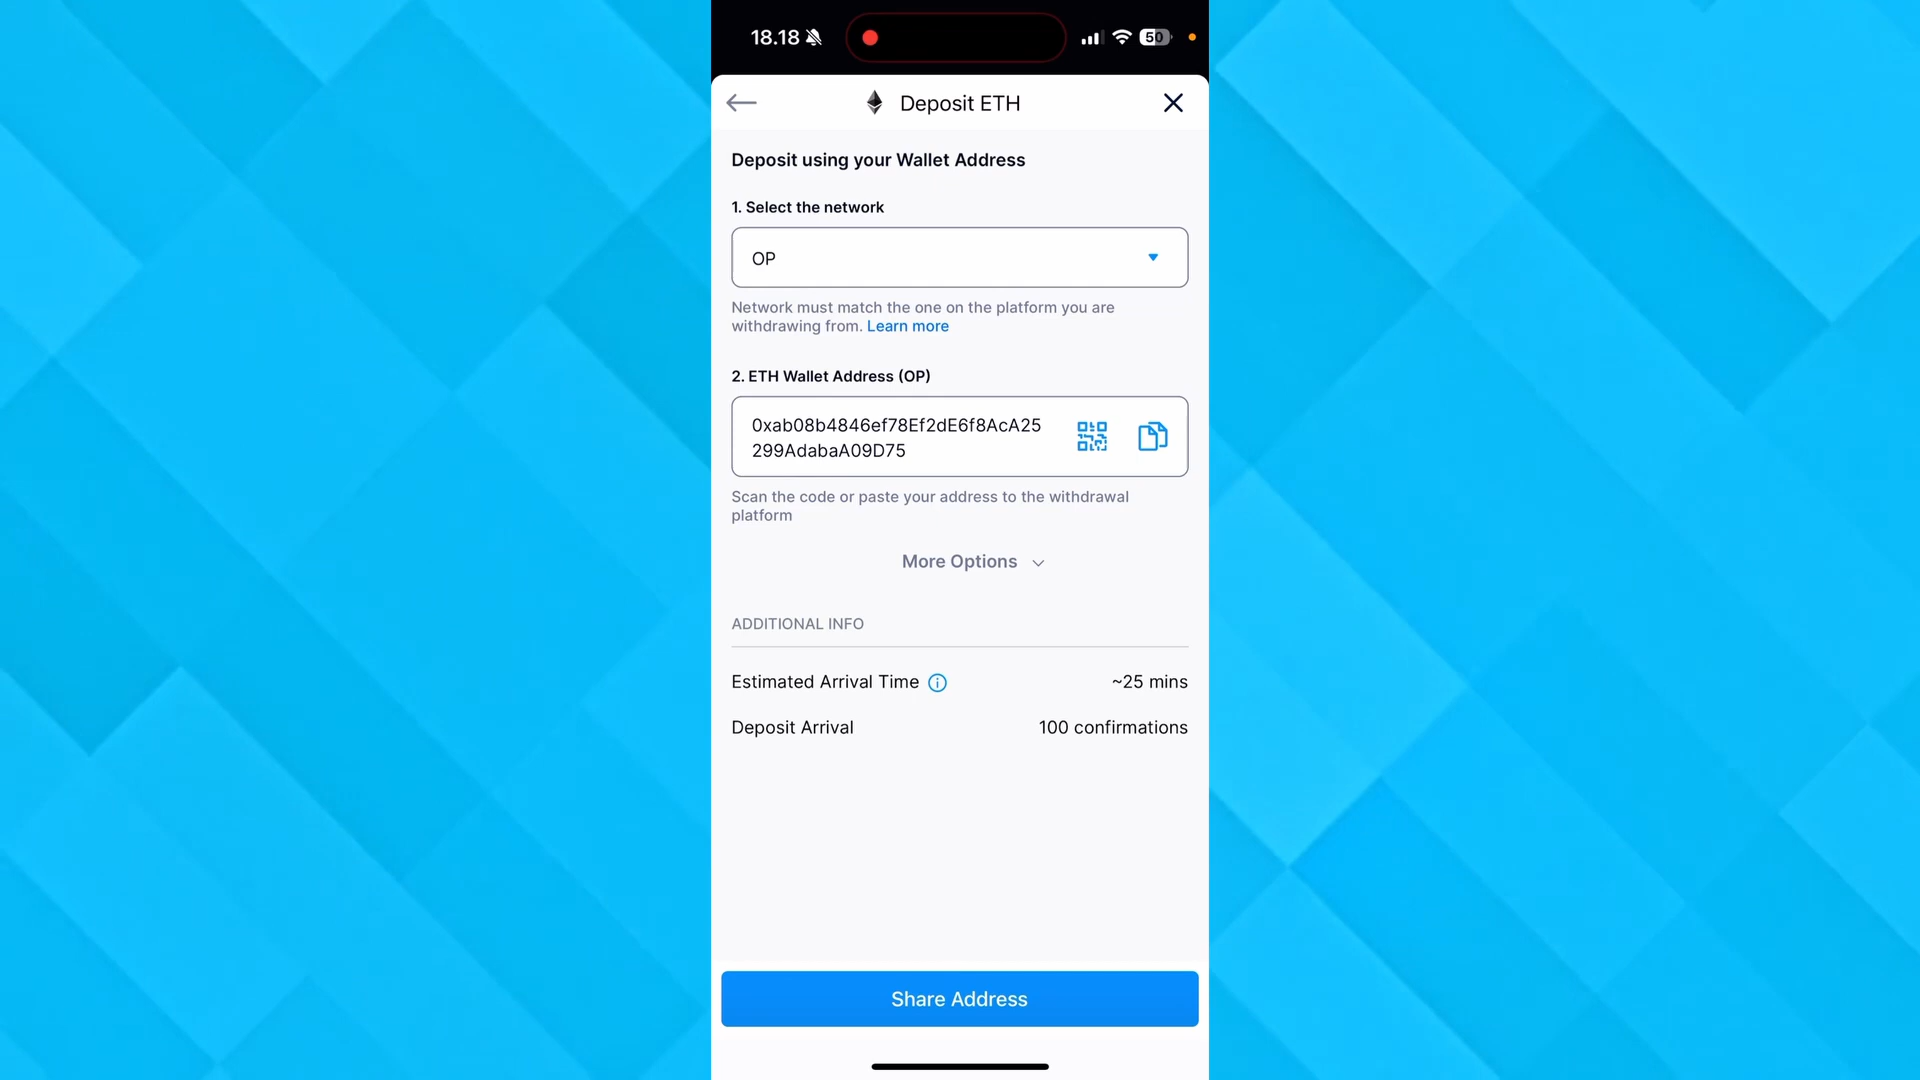 18.18
50
Deposit ETH
Deposit using your Wallet Address
1. Select the network
OP
Network must match the one on the platform you are
withdrawing from. Learn more
2. ETH Wallet Address (OP)
0xab08b4846ef78Ef2dE6f8AcA25
299AdabaA09D75
Scan the code or paste your address to the withdrawal
platform
More Options
ADDITIONAL INFO
Estimated Arrival Time ~25 mins
Deposit Arrival 100 confirmations
Share Address